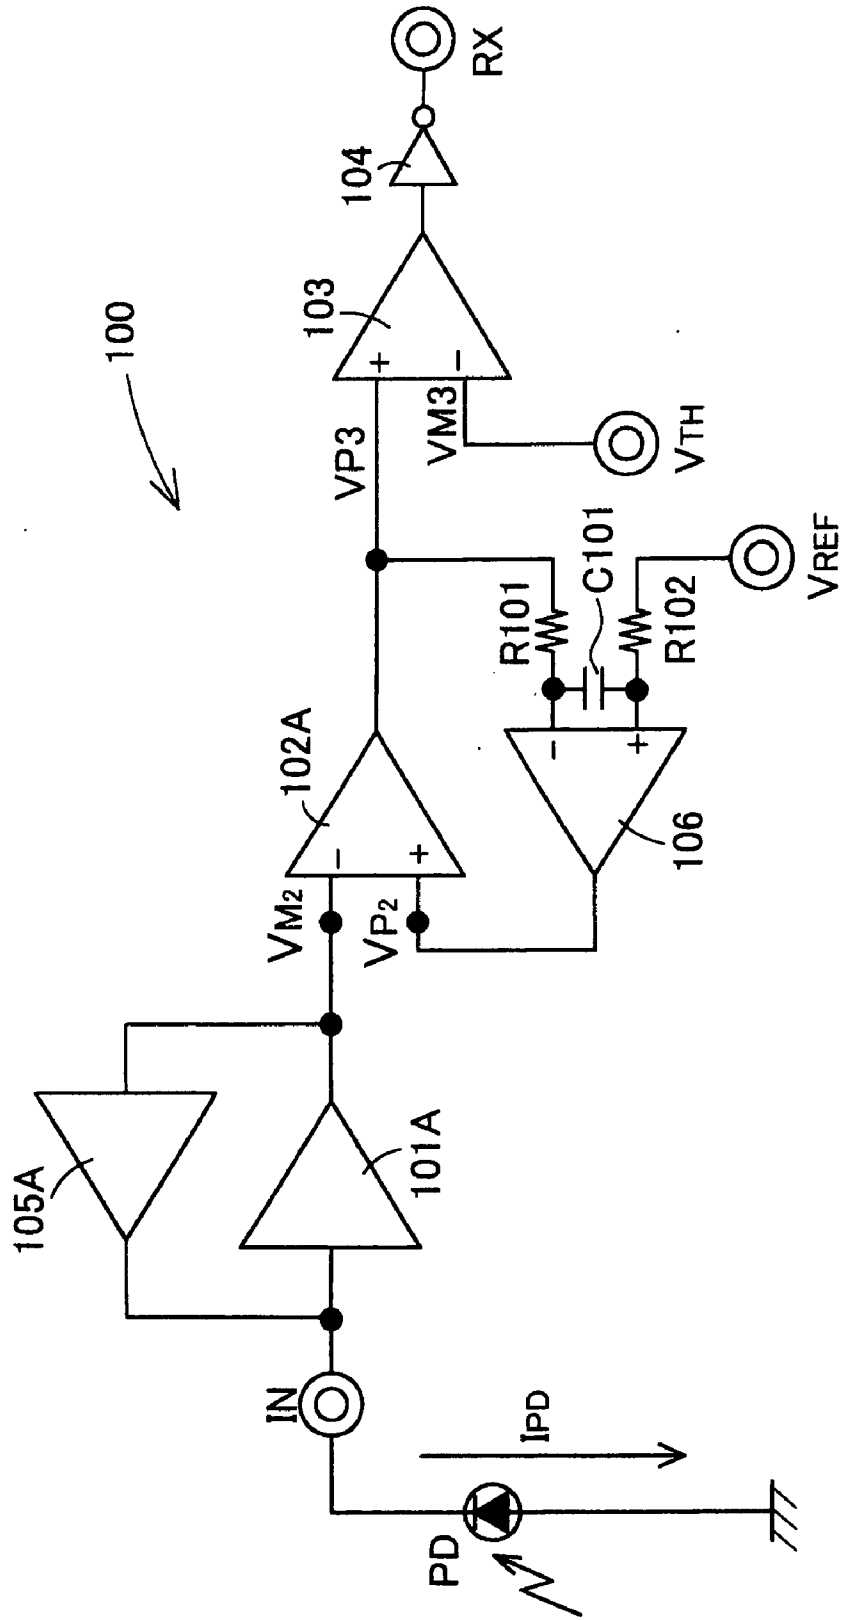 100
105A
IN
101A
PD
IPD
VM2
VP2
102A
106
R101
C101
R102
VREF
VP3
VM3
VTH
103
104
RX
+
−
−
+
−
+